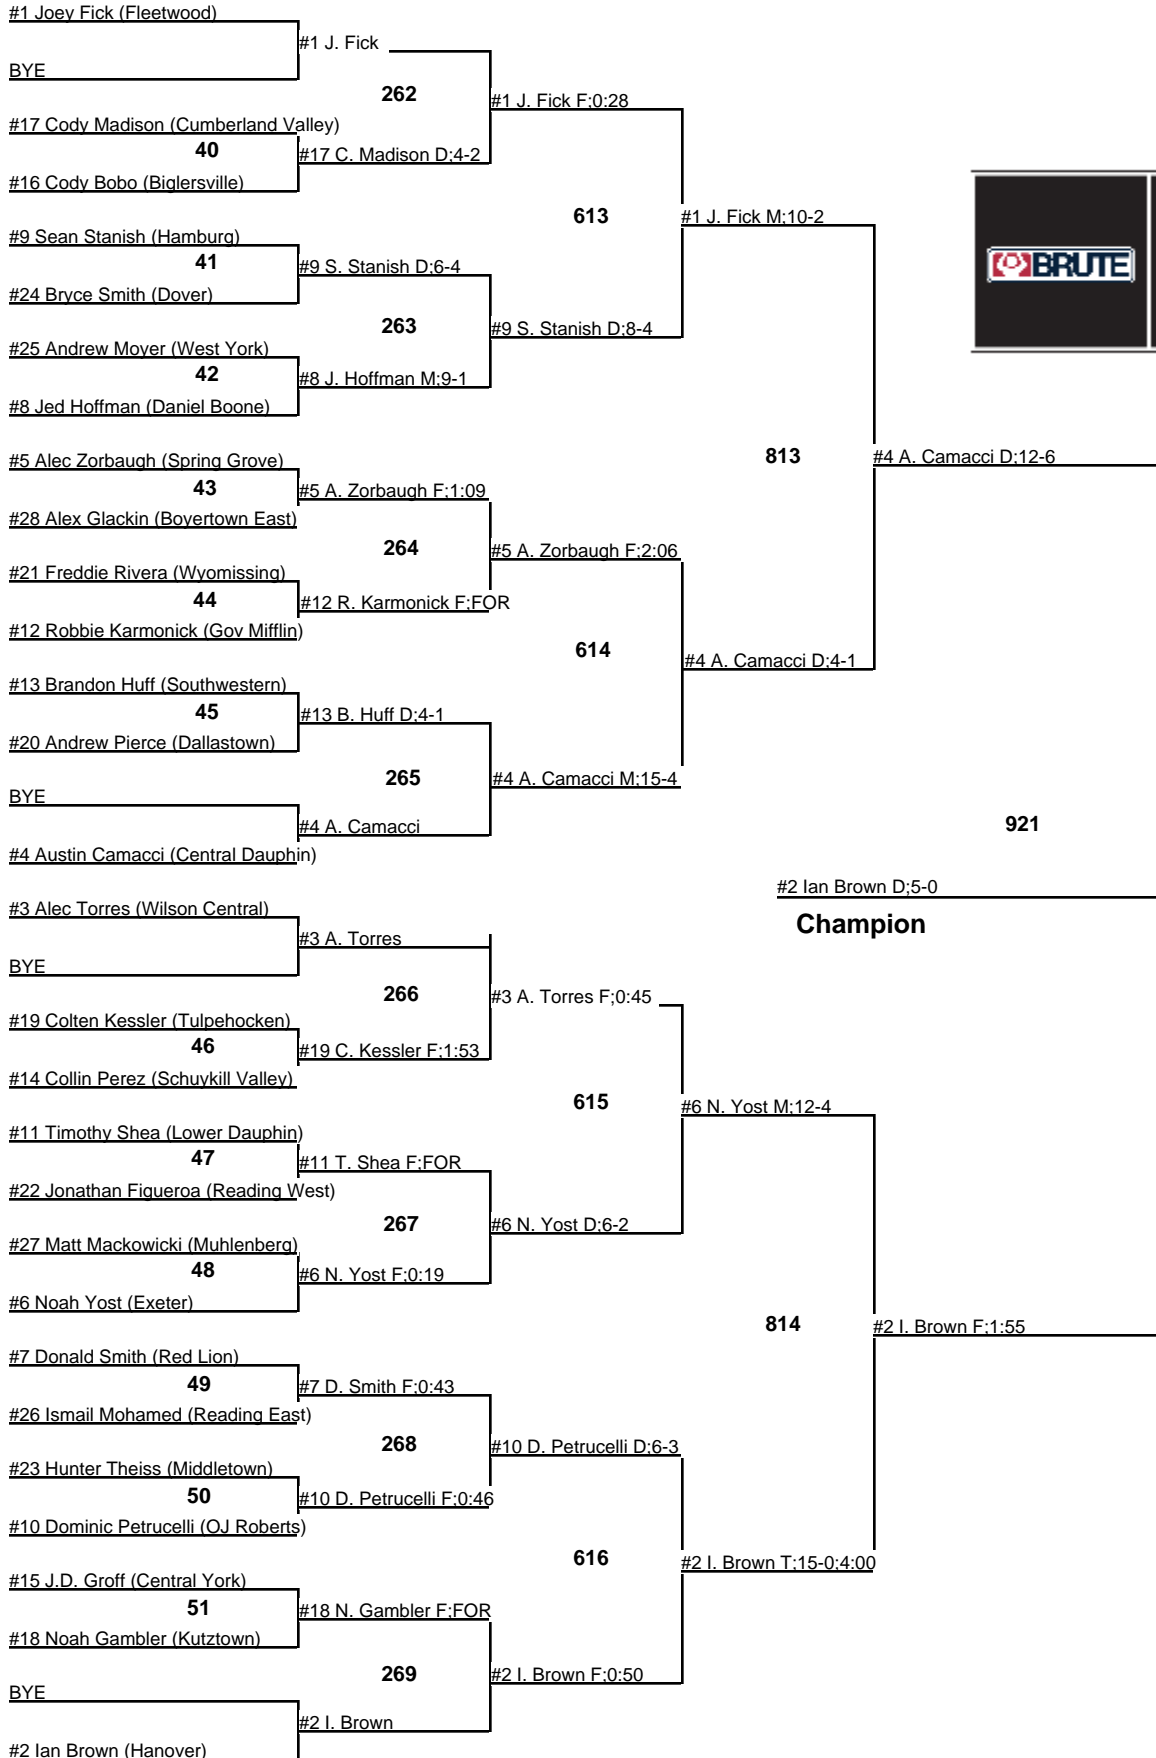 #1 Joey Fick (Fleetwood)
#1 J. Fick
BYE
262
#1 J. Fick F;0:28
#17 Cody Madison (Cumberland Valley)
40
#17 C. Madison D;4-2
#16 Cody Bobo (Biglersville)
613
#1 J. Fick M;10-2
#9 Sean Stanish (Hamburg)
41
#9 S. Stanish D;6-4
BRUTE
#24 Bryce Smith (Dover)
263
#9 S. Stanish D;8-4
#25 Andrew Moyer (West York)
42
#8 J. Hoffman M;9-1
#8 Jed Hoffman (Daniel Boone)
813
#4 A. Camacci D;12-6
#5 Alec Zorbaugh (Spring Grove)
43
#5 A. Zorbaugh F;1:09
#28 Alex Glackin (Boyertown East)
264
#5 A. Zorbaugh F;2:06
#21 Freddie Rivera (Wyomissing)
44
#12 R. Karmonick F;FOR
#12 Robbie Karmonick (Gov Mifflin)
614
#4 A. Camacci D;4-1
#13 Brandon Huff (Southwestern)
45
#13 B. Huff D;4-1
#20 Andrew Pierce (Dallastown)
265
#4 A. Camacci M;15-4
BYE
#4 A. Camacci
921
#4 Austin Camacci (Central Dauphin)
#2 Ian Brown D;5-0
#3 Alec Torres (Wilson Central)
Champion
#3 A. Torres
BYE
266
#3 A. Torres F;0:45
#19 Colten Kessler (Tulpehocken)
46
#19 C. Kessler F;1:53
#14 Collin Perez (Schuykill Valley)
615
#6 N. Yost M;12-4
#11 Timothy Shea (Lower Dauphin)
47
#11 T. Shea F;FOR
#22 Jonathan Figueroa (Reading West)
267
#6 N. Yost D;6-2
#27 Matt Mackowicki (Muhlenberg)
48
#6 N. Yost F;0:19
#6 Noah Yost (Exeter)
814
#2 I. Brown F;1:55
#7 Donald Smith (Red Lion)
49
#7 D. Smith F;0:43
#26 Ismail Mohamed (Reading East)
268
#10 D. Petrucelli D;6-3
#23 Hunter Theiss (Middletown)
50
#10 D. Petrucelli F;0:46
#10 Dominic Petrucelli (OJ Roberts)
616
#2 I. Brown T;15-0;4:00
#15 J.D. Groff (Central York)
51
#18 N. Gambler F;FOR
#18 Noah Gambler (Kutztown)
269
#2 I. Brown F;0:50
BYE
#2 I. Brown
#2 Ian Brown (Hanover)